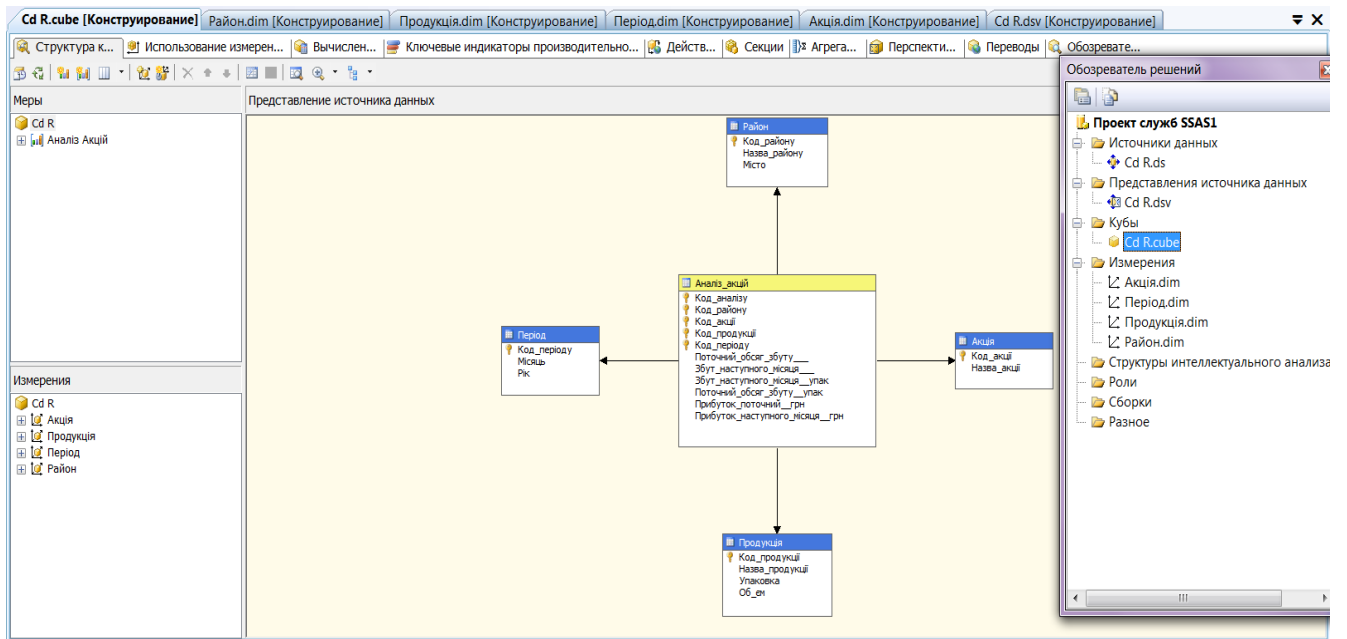 Cd R.cube [Конструирование] Район.dim [Конструирование] Продукція.dim [Конструирование] Період.dim [Конструирование] Акція.dim [Конструирование] Cd R.dsv [Конструирование]
Структура к... Использование измерен... Вычислен... Ключевые индикаторы производительно... Действ... Секции Агрега... Перспекти... Переводы Обозревате...
Меры
Cd R
Аналіз Акцій
Измерения
Cd R
Акція
Продукція
Період
Район
Представление источника данных
Район
Код_району
Назва_району
Місто
Аналіз_акцій
Код_аналізу
Код_району
Код_акції
Код_продукції
Код_періоду
Поточний_обсяг_збуту___
Збут_наступного_місяця___
Збут_наступного_місяця__упак
Поточний_обсяг_збуту__упак
Прибуток_поточний__грн
Прибуток_наступного_місяця__грн
Період
Код_періоду
Місяць
Рік
Акція
Код_акції
Назва_акції
Продукція
Код_продукції
Назва_продукції
Упаковка
Об_ем
Обозреватель решений
Проект служб SSAS1
Источники данных
Cd R.ds
Представления источника данных
Cd R.dsv
Кубы
Cd R.cube
Измерения
Акція.dim
Період.dim
Продукція.dim
Район.dim
Структуры интеллектуального анализа
Роли
Сборки
Разное